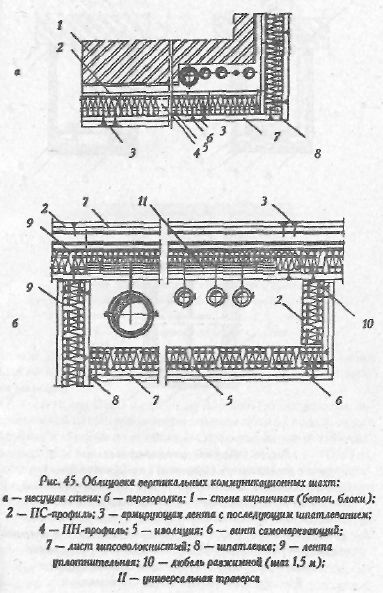 1
2
а
3
4
5
6
3
7
8
2
7
11
3
9
9
2
10
б
8
7
5
6
Рис. 45. Облицовка вертикальных коммуникационных шахт:
а — несущая стена; б — перегородка; 1 — стена кирпичная (бетон, блоки);
2 — ПС-профиль; 3 — армирующая лента с последующим шпатлеванием;
4 — ПН-профиль; 5 — изоляция; 6 — винт самонарезающий;
7 — лист гипсоволокнистый; 8 — шпатлевка; 9 — лента
уплотнительная; 10 — дюбель разжимной (шаг 1,5 м);
11 — универсальная траверса